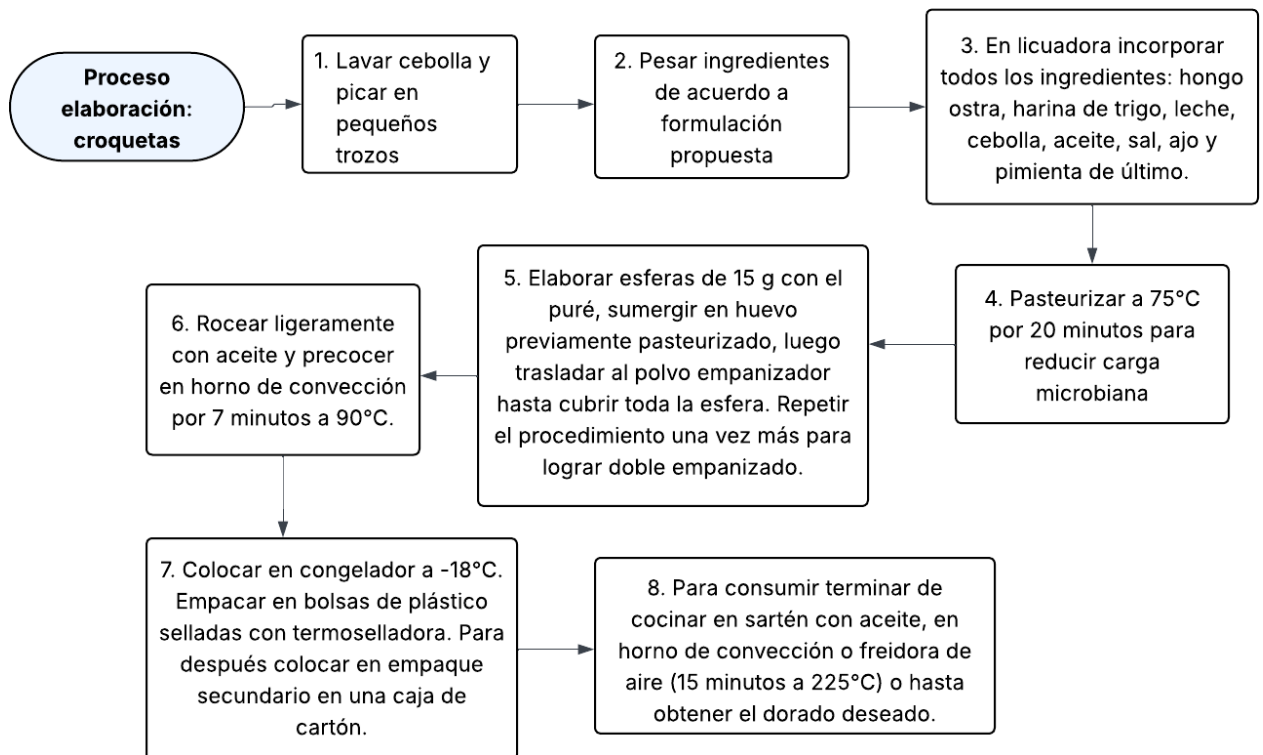 Proceso
elaboración:
croquetas
1. Lavar cebolla y
picar en
pequeños
trozos
2. Pesar ingredientes
de acuerdo a
formulación
propuesta
3. En licuadora incorporar
todos los ingredientes: hongo
ostra, harina de trigo, leche,
cebolla, aceite, sal, ajo y
pimienta de último.
4. Pasteurizar a 75°C
por 20 minutos para
reducir carga
microbiana
5. Elaborar esferas de 15 g con el
puré, sumergir en huevo
previamente pasteurizado, luego
trasladar al polvo empanizador
hasta cubrir toda la esfera. Repetir
el procedimiento una vez más para
lograr doble empanizado.
6. Rocear ligeramente
con aceite y precocer
en horno de convección
por 7 minutos a 90°C.
7. Colocar en congelador a -18°C.
Empacar en bolsas de plástico
selladas con termoselladora. Para
después colocar en empaque
secundario en una caja de
cartón.
8. Para consumir terminar de
cocinar en sartén con aceite, en
horno de convección o freidora de
aire (15 minutos a 225°C) o hasta
obtener el dorado deseado.